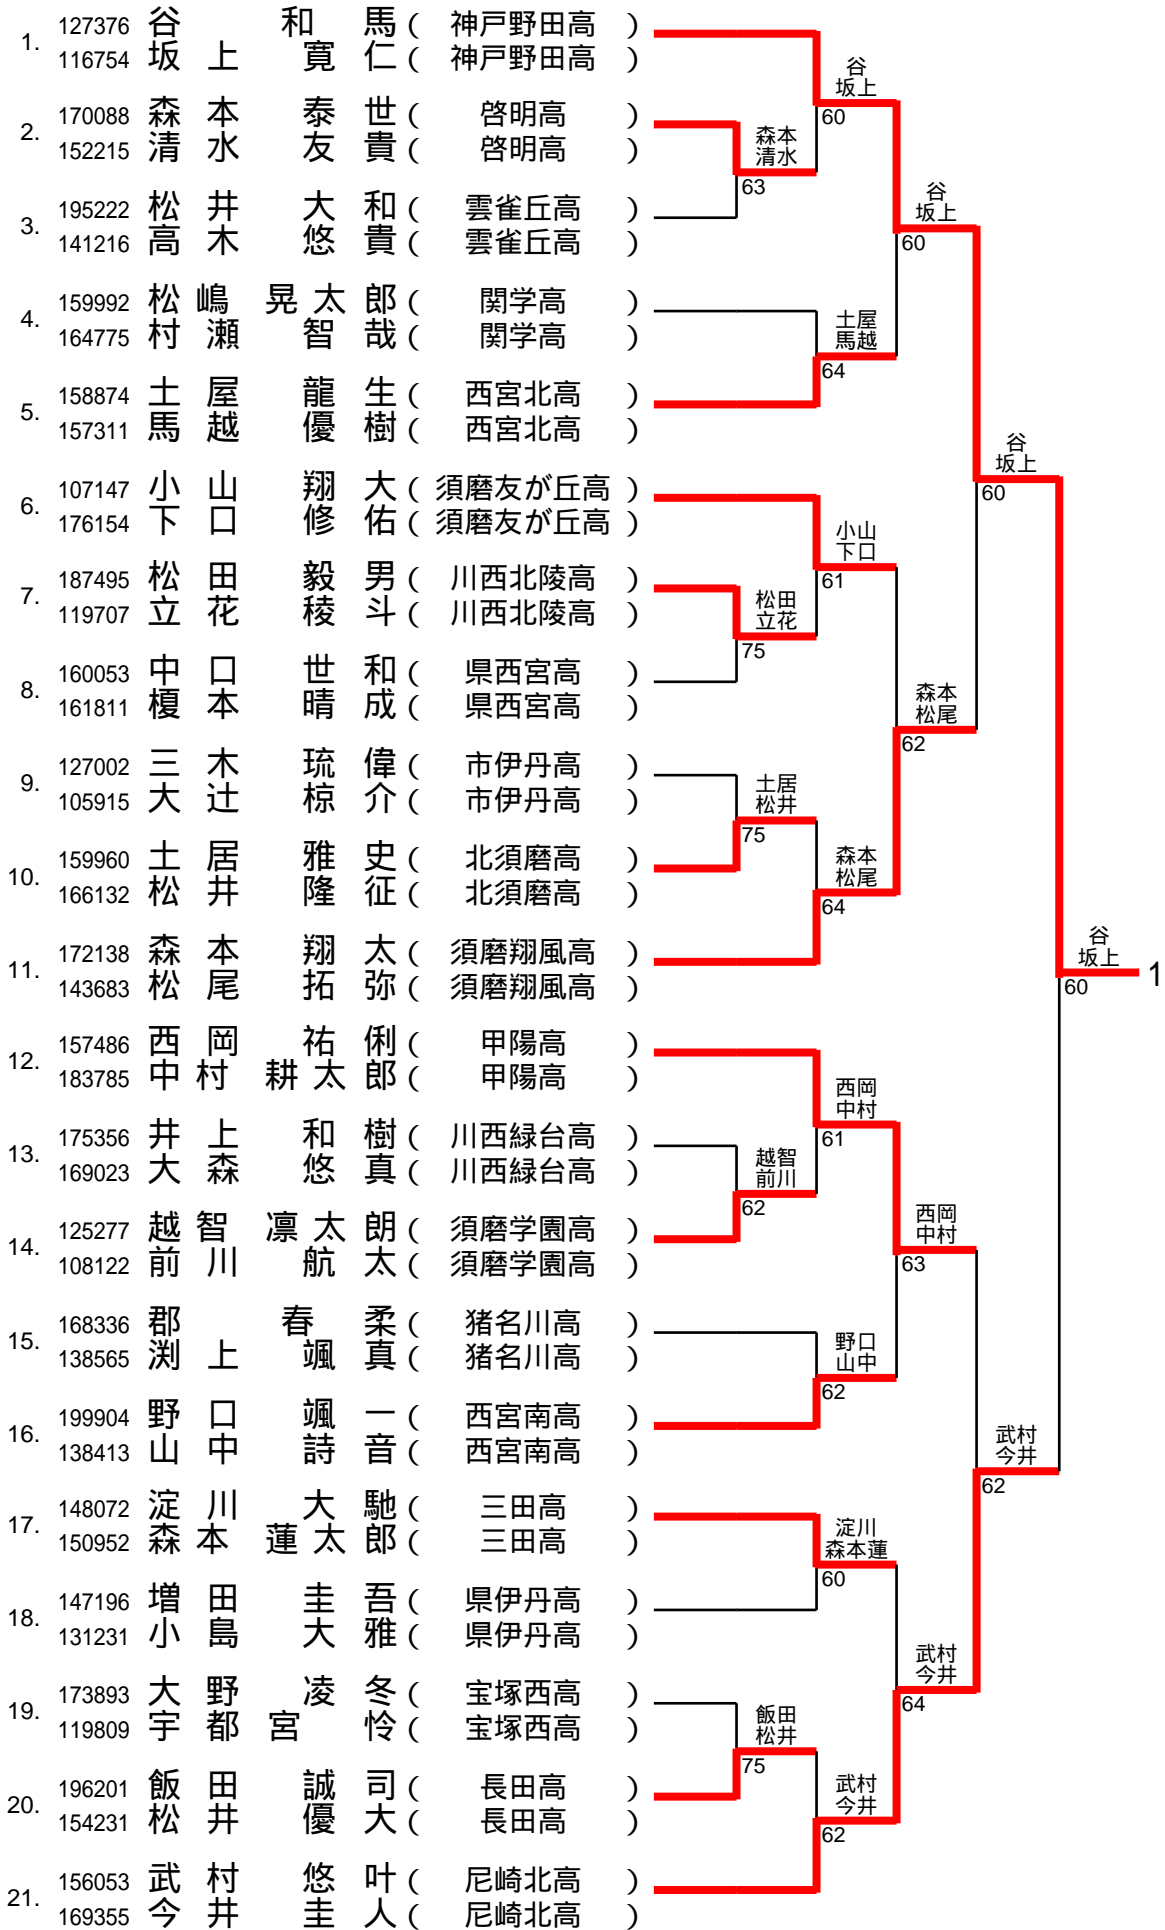 1. 127376 谷 和 馬 ( 神戸野田高 )
116754 坂 上 寛 仁 ( 神戸野田高 )
2. 170088 森 本 泰 世 ( 啓明高 )
152215 清 水 友 貴 ( 啓明高 )
3. 195222 松 井 大 和 ( 雲雀丘高 )
141216 高 木 悠 貴 ( 雲雀丘高 )
4. 159992 松 嶋 晃 太 郎 ( 関学高 )
164775 村 瀬 智 哉 ( 関学高 )
5. 158874 土 屋 龍 生 ( 西宮北高 )
157311 馬 越 優 樹 ( 西宮北高 )
6. 107147 小 山 翔 大 ( 須磨友が丘高 )
176154 下 口 修 佑 ( 須磨友が丘高 )
7. 187495 松 田 毅 男 ( 川西北陵高 )
119707 立 花 稜 斗 ( 川西北陵高 )
8. 160053 中 口 世 和 ( 県西宮高 )
161811 榎 本 晴 成 ( 県西宮高 )
9. 127002 三 木 琉 偉 ( 市伊丹高 )
105915 大 辻 椋 介 ( 市伊丹高 )
10. 159960 土 居 雅 史 ( 北須磨高 )
166132 松 井 隆 征 ( 北須磨高 )
11. 172138 森 本 翔 太 ( 須磨翔風高 )
143683 松 尾 拓 弥 ( 須磨翔風高 )
12. 157486 西 岡 祐 俐 ( 甲陽高 )
183785 中 村 耕 太 郎 ( 甲陽高 )
13. 175356 井 上 和 樹 ( 川西緑台高 )
169023 大 森 悠 真 ( 川西緑台高 )
14. 125277 越 智 凛 太 朗 ( 須磨学園高 )
108122 前 川 航 太 ( 須磨学園高 )
15. 168336 郡 春 柔 ( 猪名川高 )
138565 渕 上 颯 真 ( 猪名川高 )
16. 199904 野 口 颯 一 ( 西宮南高 )
138413 山 中 詩 音 ( 西宮南高 )
17. 148072 淀 川 大 馳 ( 三田高 )
150952 森 本 蓮 太 郎 ( 三田高 )
18. 147196 増 田 圭 吾 ( 県伊丹高 )
131231 小 島 大 雅 ( 県伊丹高 )
19. 173893 大 野 凌 冬 ( 宝塚西高 )
119809 宇 都 宮 怜 ( 宝塚西高 )
20. 196201 飯 田 誠 司 ( 長田高 )
154231 松 井 優 大 ( 長田高 )
21. 156053 武 村 悠 叶 ( 尼崎北高 )
169355 今 井 圭 人 ( 尼崎北高 )
森本
清水
63
松田
立花
75
土居
松井
75
越智
前川
62
飯田
松井
75
谷
坂上
60
土屋
馬越
64
小山
下口
61
森本
松尾
64
西岡
中村
61
野口
山中
62
淀川
森本蓮
60
武村
今井
62
谷
坂上
60
森本
松尾
62
西岡
中村
63
武村
今井
64
谷
坂上
60
武村
今井
62
谷
坂上
60
1